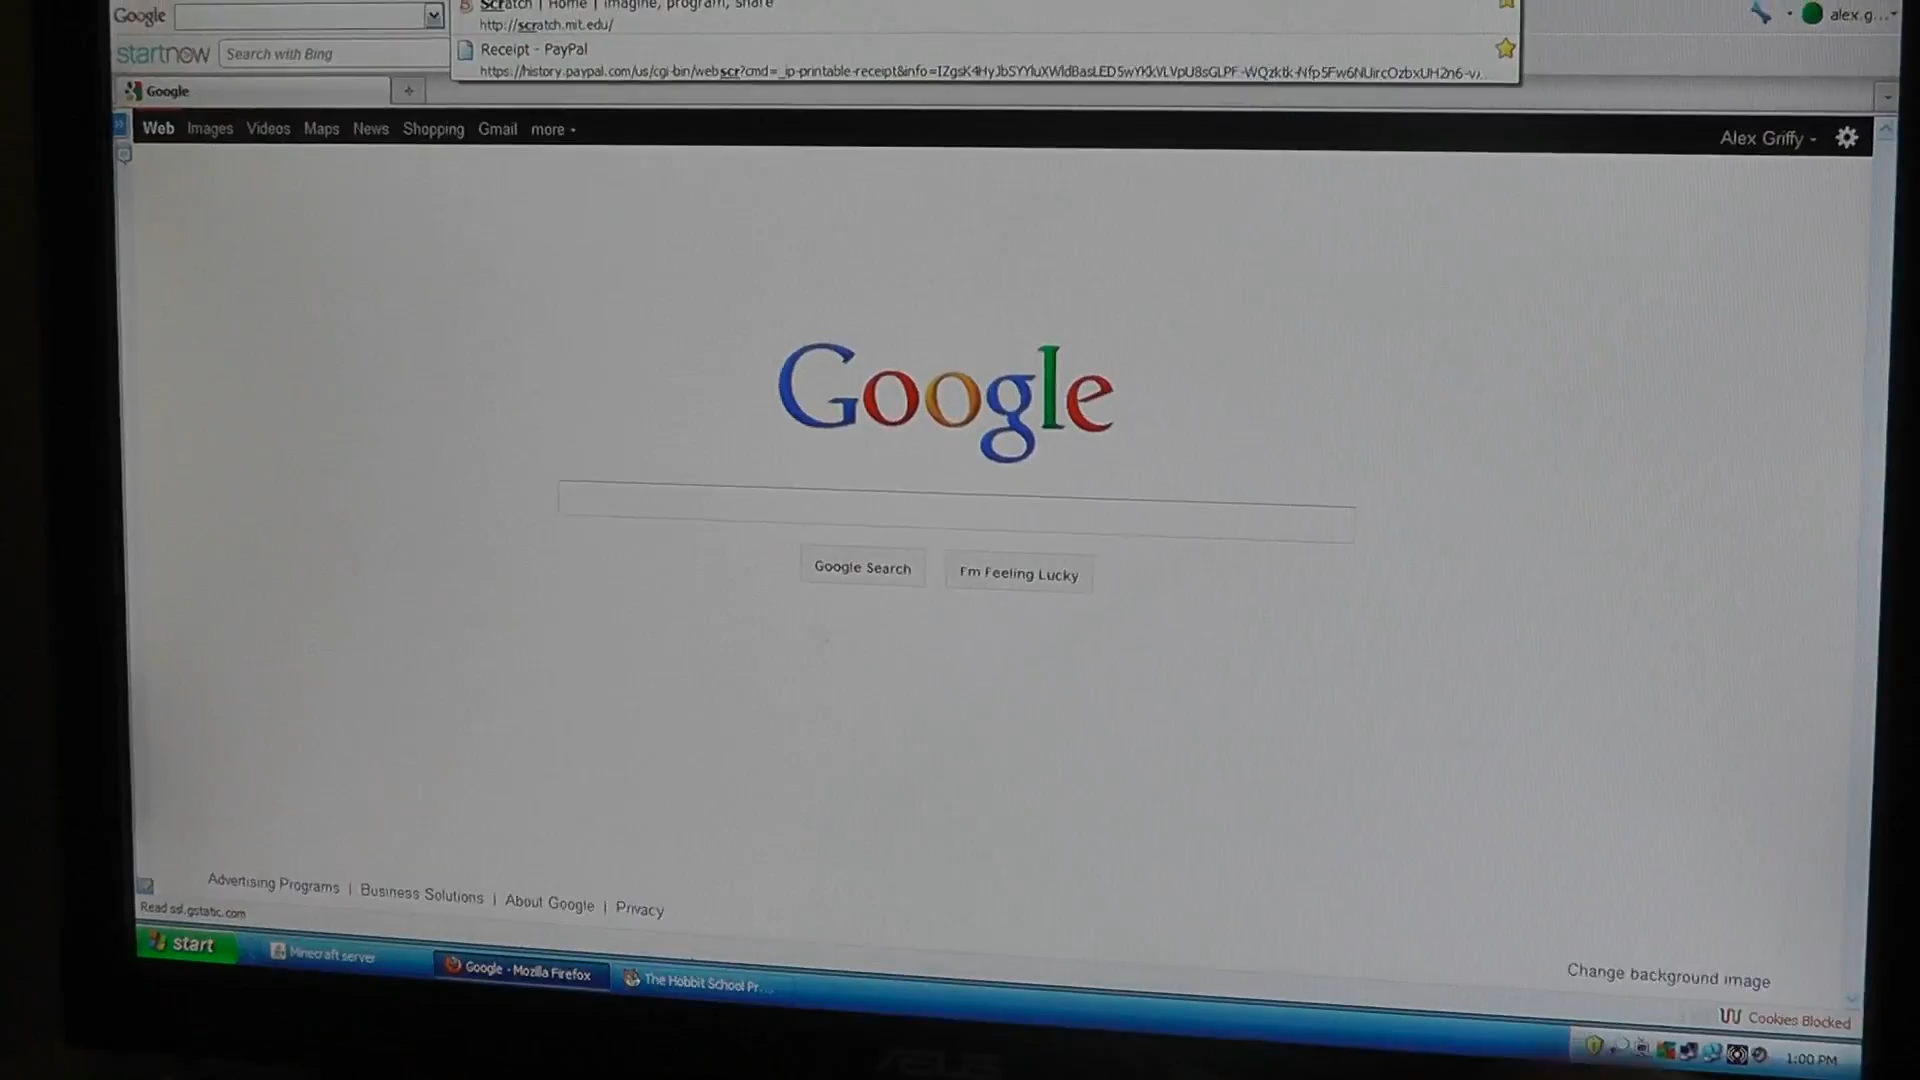 Google
Scratch | Home | imagine, program, share
http://scratch.mit.edu/
alex.g...
startnow Search with Bing
Receipt - PayPal
Google
Web Images Videos Maps News Shopping Gmail more
Alex Griffy
Google
Google Search I'm Feeling Lucky
Advertising Programs | Business Solutions | About Google | Privacy
Read ssl.gstatic.com
Change background image
Cookies Blocked
start Minecraft server Google - Mozilla Firefox The Hobbit School Pr...
1:00 PM
ASUS